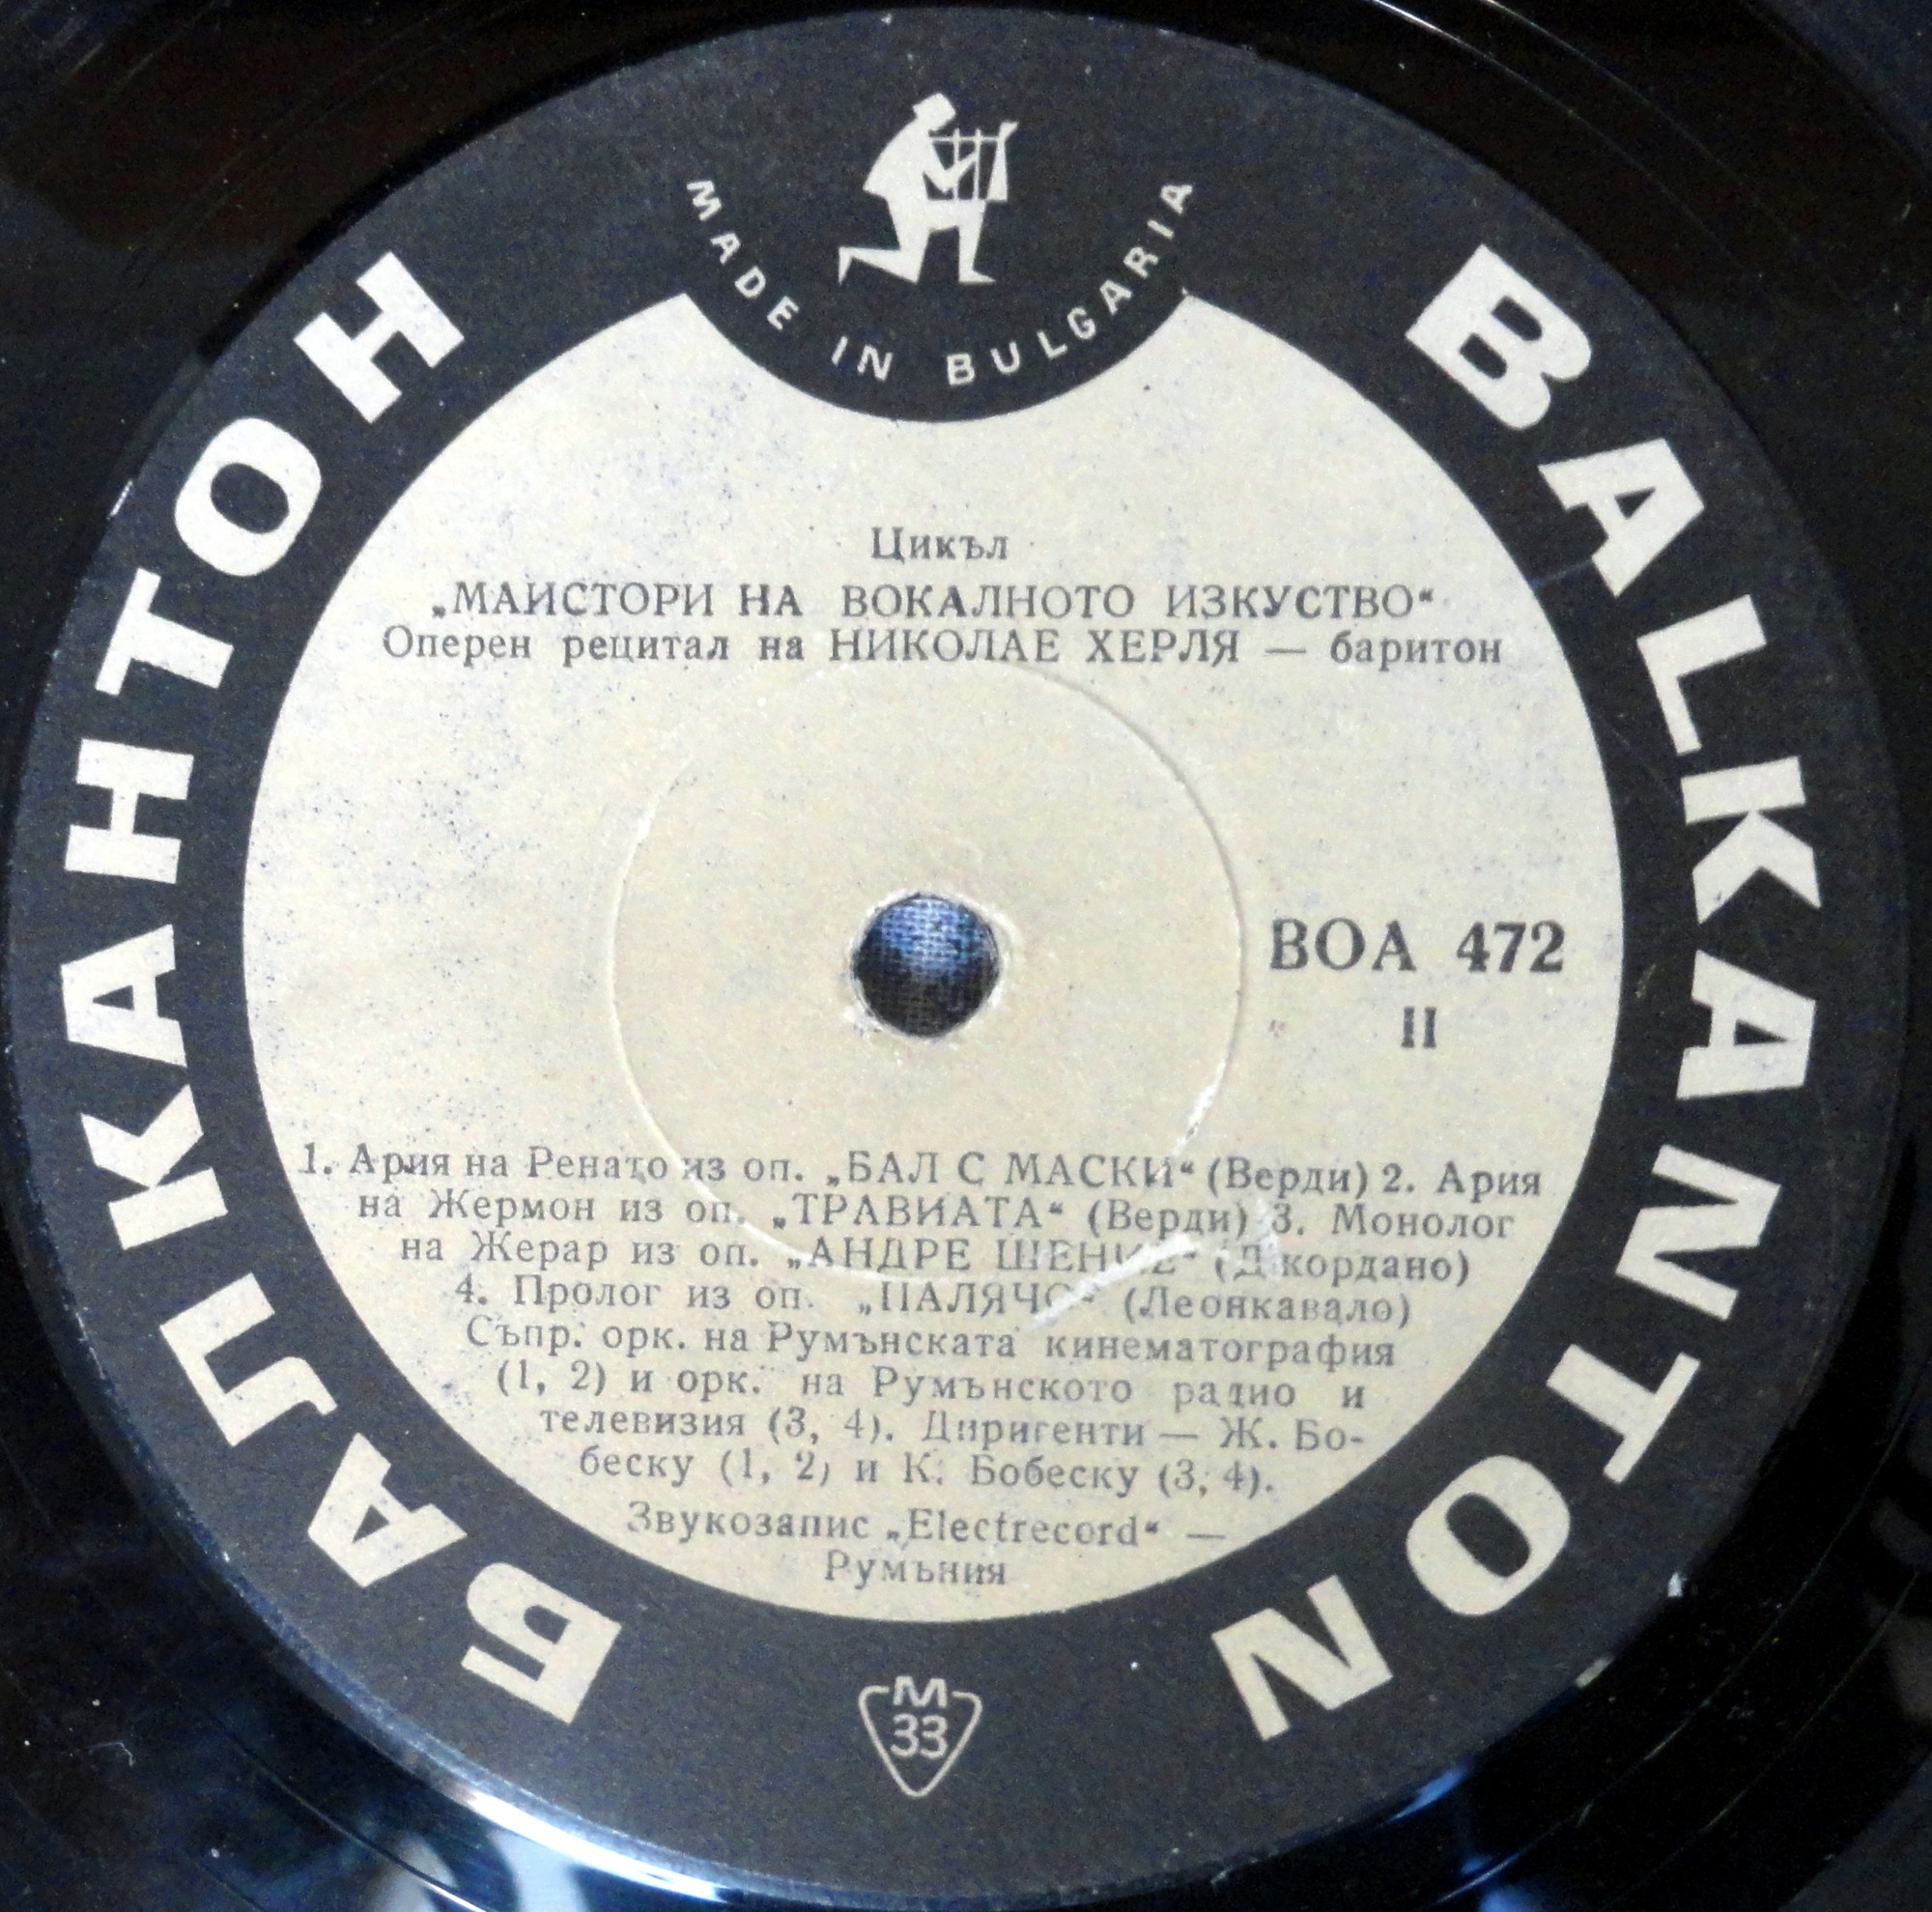 MADE IN BULGARIA
БАЛКАНТОН
BALKANTON
Цикъл
„МАИСТОРИ НА ВОКАЛНОТО ИЗКУСТВО“
Оперен рецитал на НИКОЛАЕ ХЕРЛЯ — баритон
ВОА 472
II
1. Ария на Ренато из оп. „БАЛ С МАСКИ“ (Верди) 2. Ария
на Жермон из оп. „ТРАВИАТА“ (Верди) 3. Монолог
на Жерар из оп. „АНДРЕ ШЕНИЕ“ (Джордано)
4. Пролог из оп. „ПАЛЯЧО“ (Леонкавало)
Съпр. орк. на Румънската кинематография
(1, 2) и орк. на Румънското радио и
телевизия (3, 4). Диригенти — Ж. Бо-
беску (1, 2) и К. Бобеску (3, 4).
Звукозапис „Electrecord“ —
Румъния
М
33